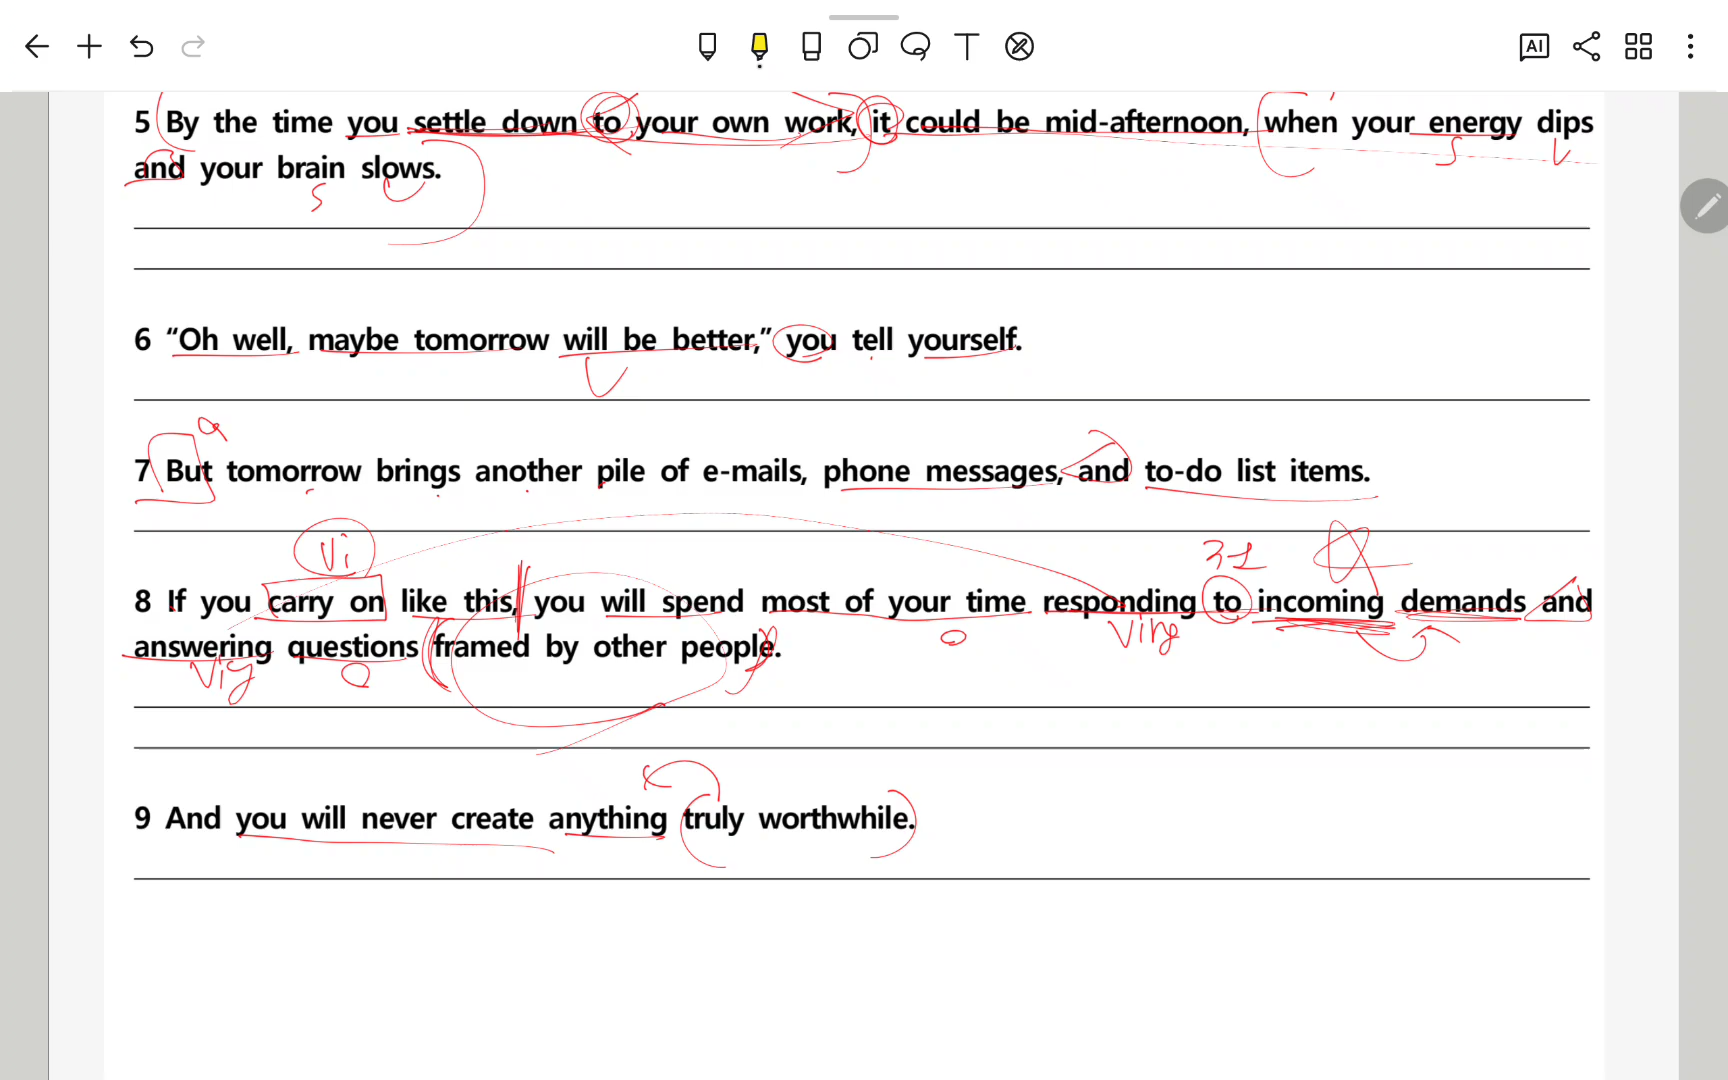 AI
T
5 By the time you settle down to your own work, it could be mid-afternoon, when your energy dips
and your brain slows.
S
V
S
6 “Oh well, maybe tomorrow will be better,” you tell yourself.
V
7 But tomorrow brings another pile of e-mails, phone messages, and to-do list items.
Vi
8 If you carry on like this, you will spend most of your time responding to incoming demands and
answering questions framed by other people.
Ving
O
Vig
O
9 And you will never create anything truly worthwhile.